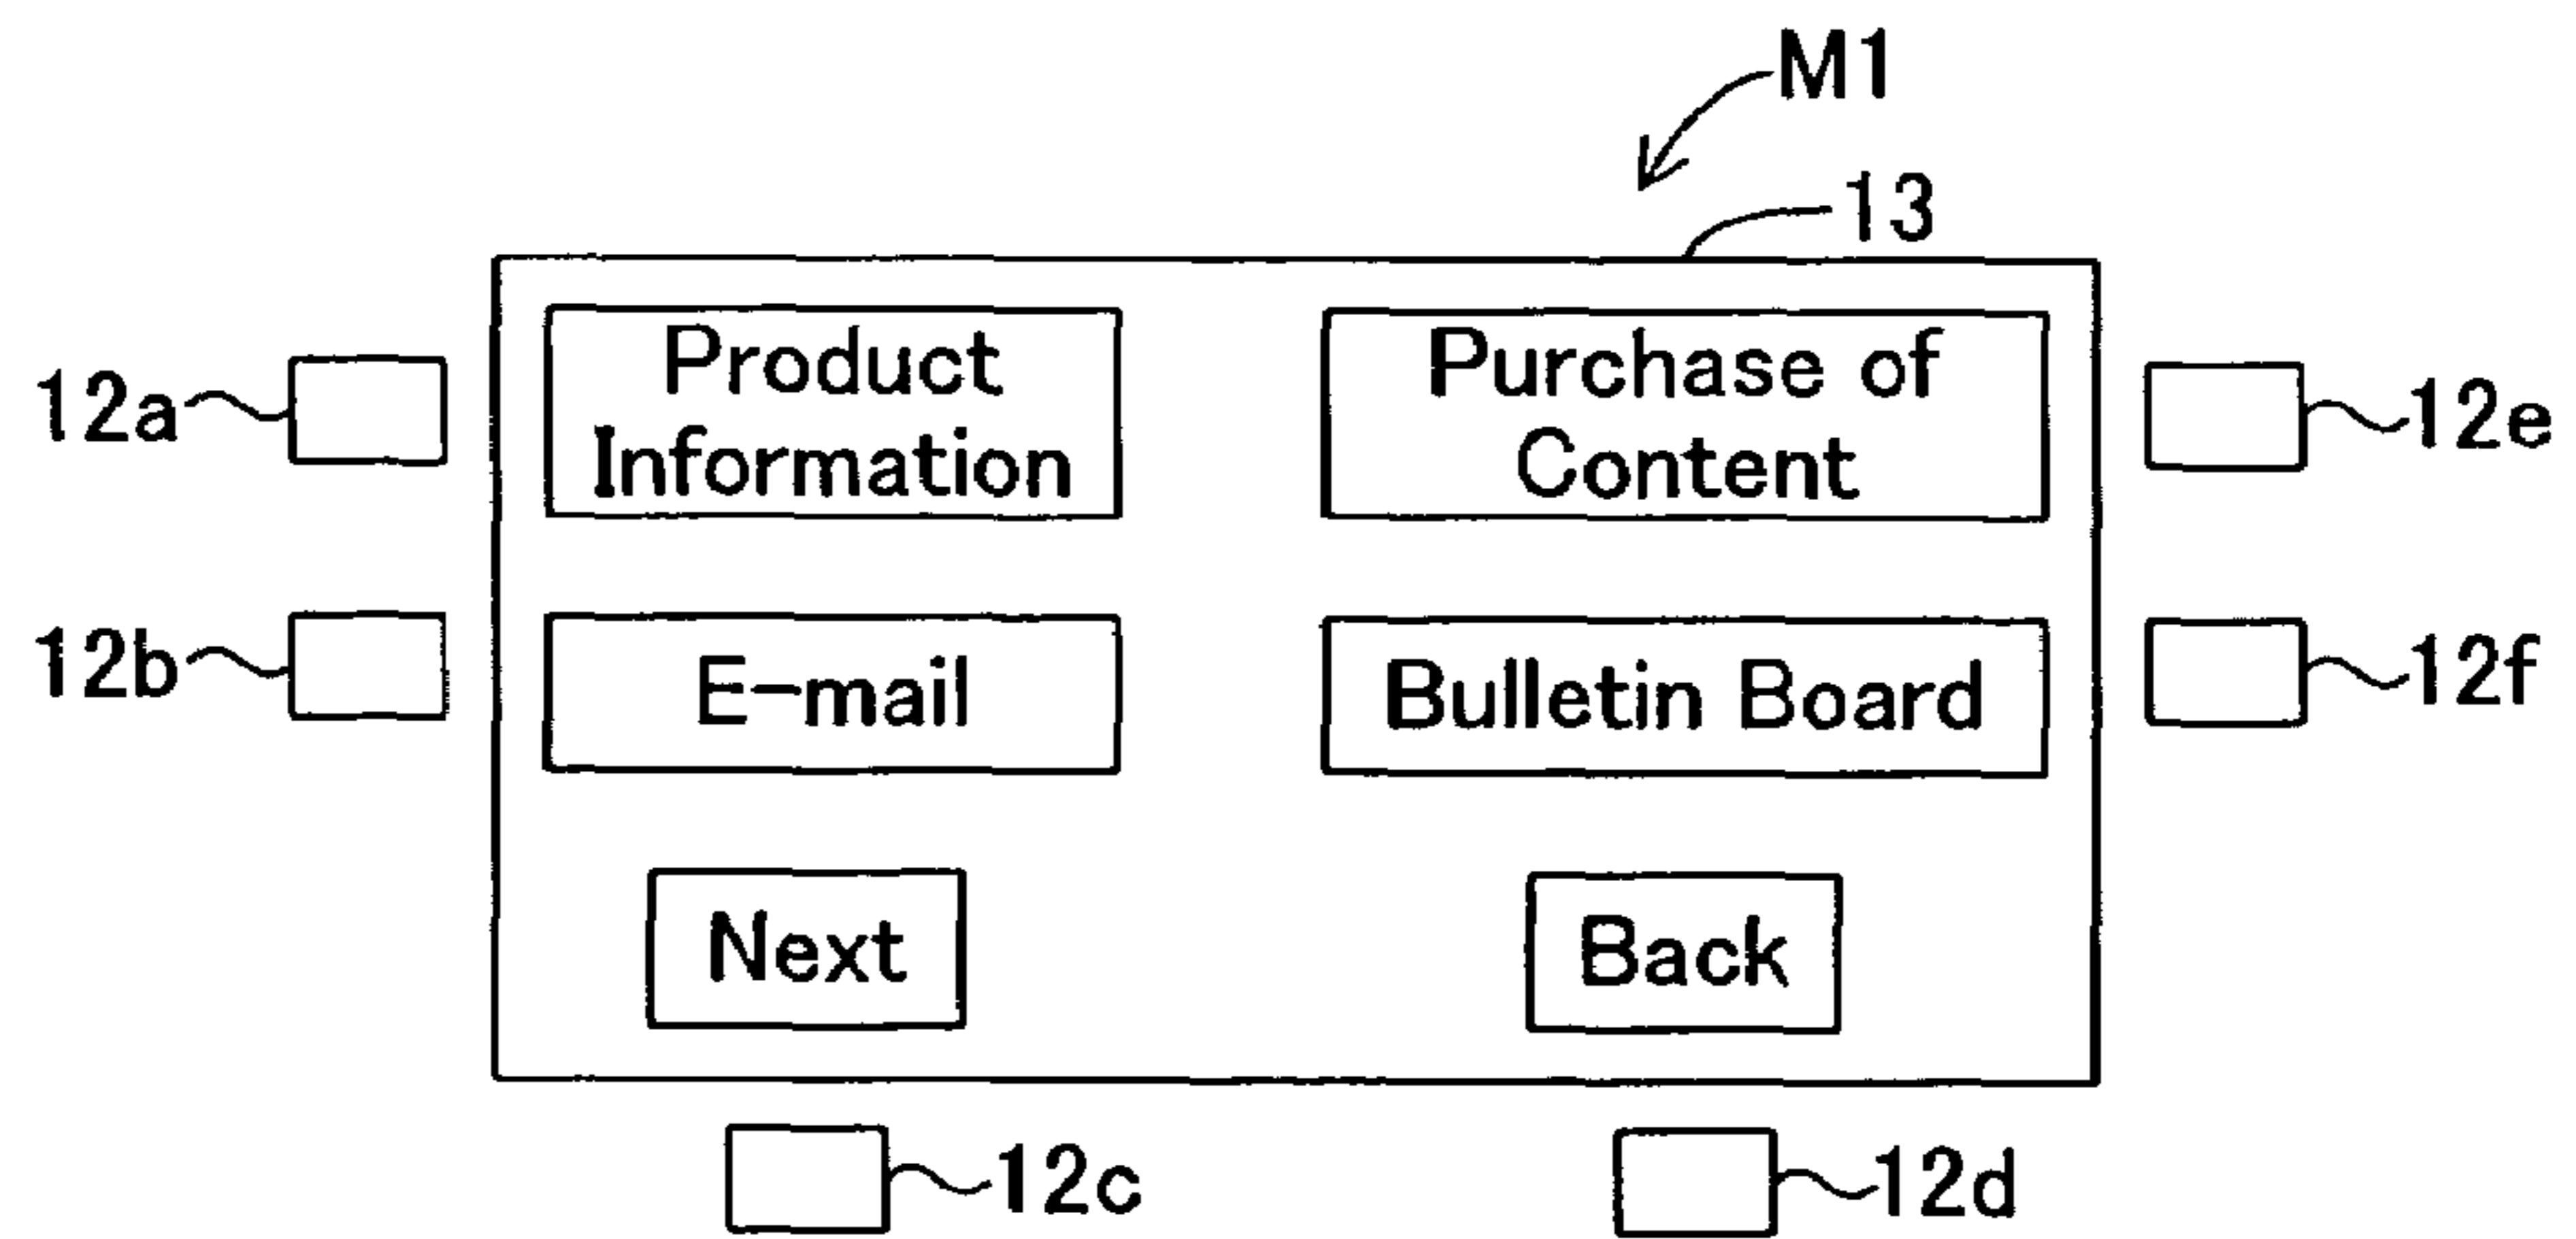 M1
13
Product
Information
Purchase of
Content
12a
12e
E-mail
Bulletin Board
12b
12f
Next
Back
12c
12d